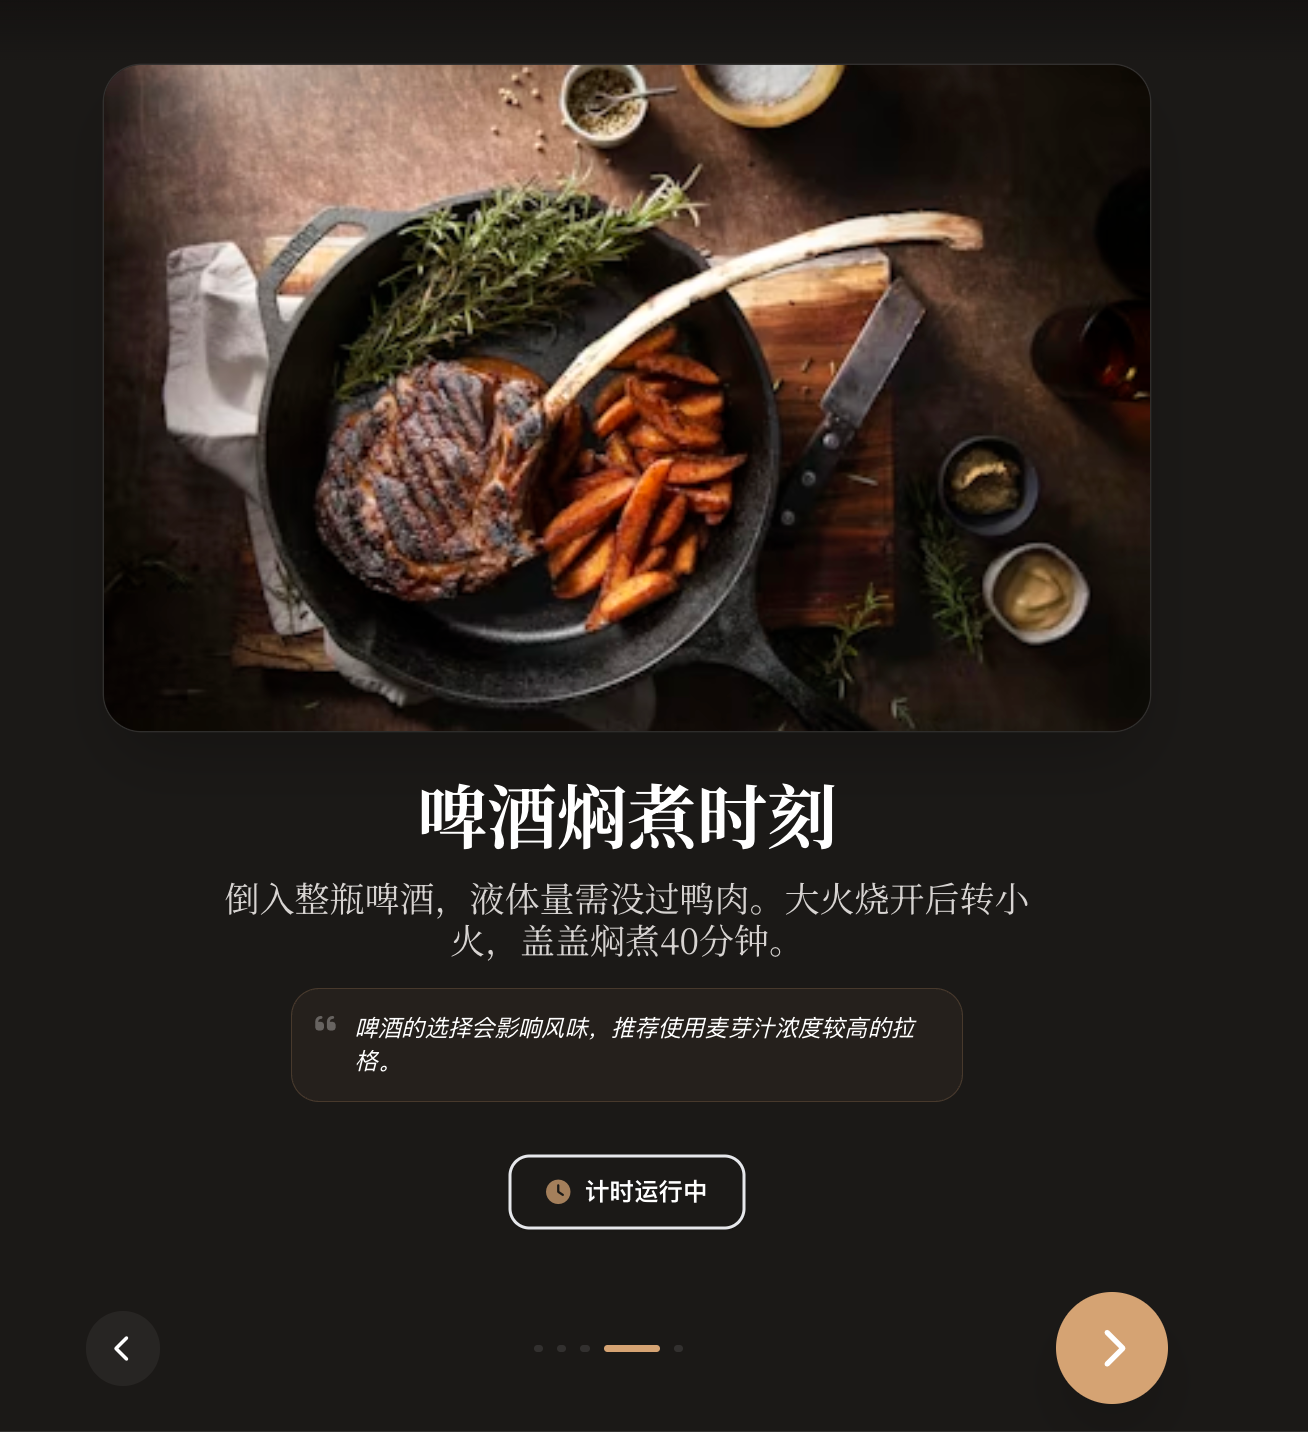 啤酒焖煮时刻
倒入整瓶啤酒，液体量需没过鸭肉。大火烧开后转小
火，盖盖焖煮40分钟。
啤酒的选择会影响风味，推荐使用麦芽汁浓度较高的拉
格。
计时运行中